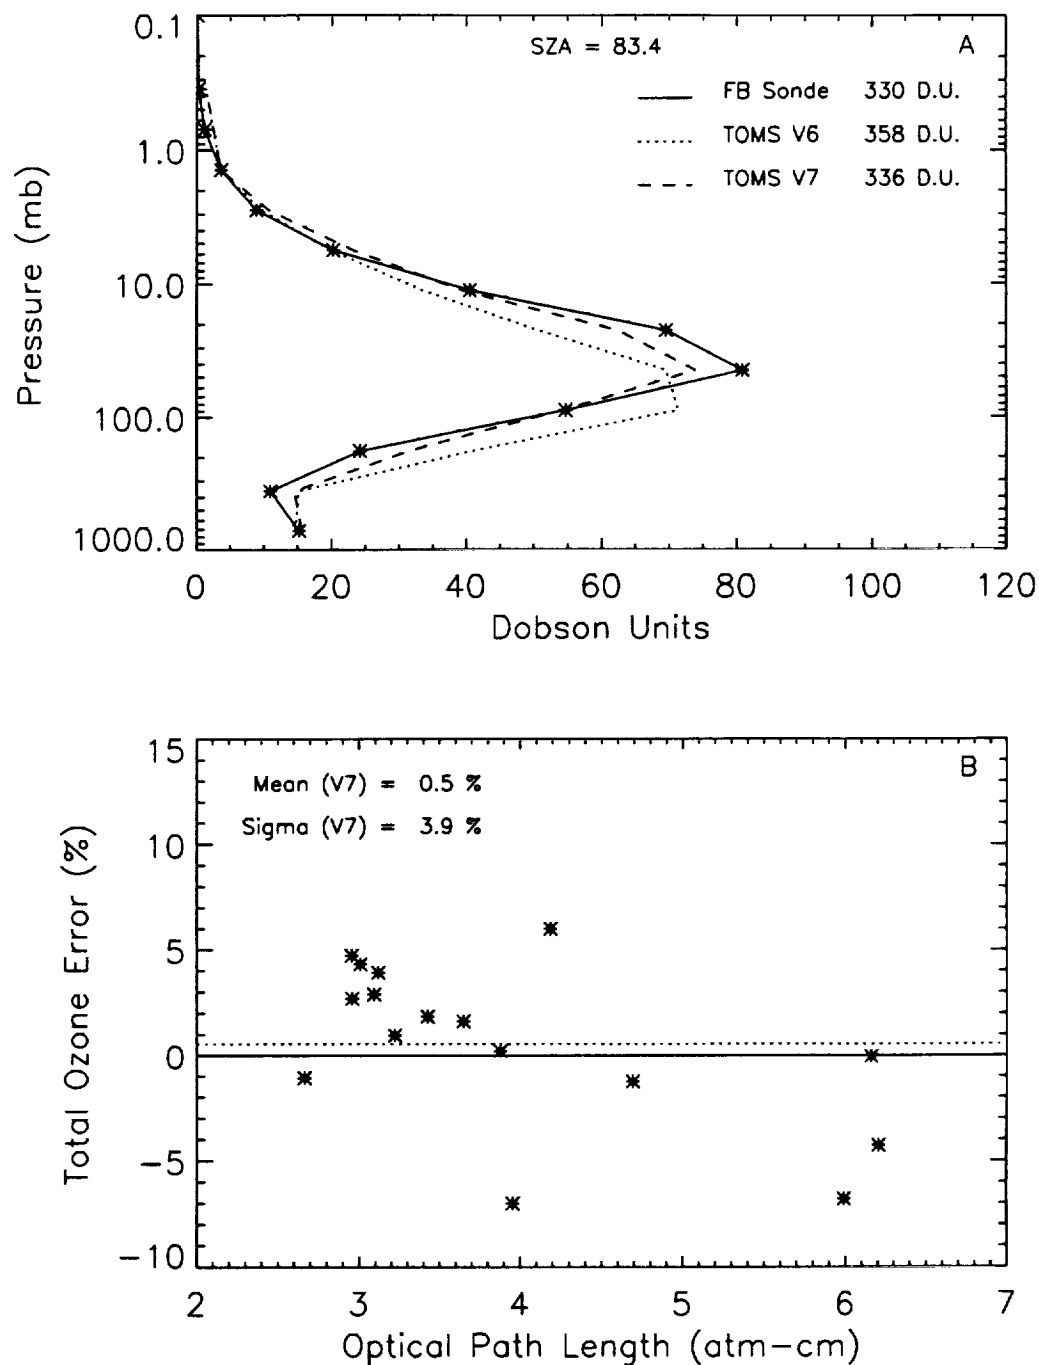 0.1
1.0
10.0
100.0
1000.0
Pressure (mb)
SZA = 83.4
A
FB Sonde 330 D.U.
TOMS V6 358 D.U.
TOMS V7 336 D.U.
0 20 40 60 80 100 120
Dobson Units
15
10
5
0
-5
-10
Total Ozone Error (%)
Mean (V7) = 0.5 %
Sigma (V7) = 3.9 %
B
2 3 4 5 6 7
Optical Path Length (atm-cm)